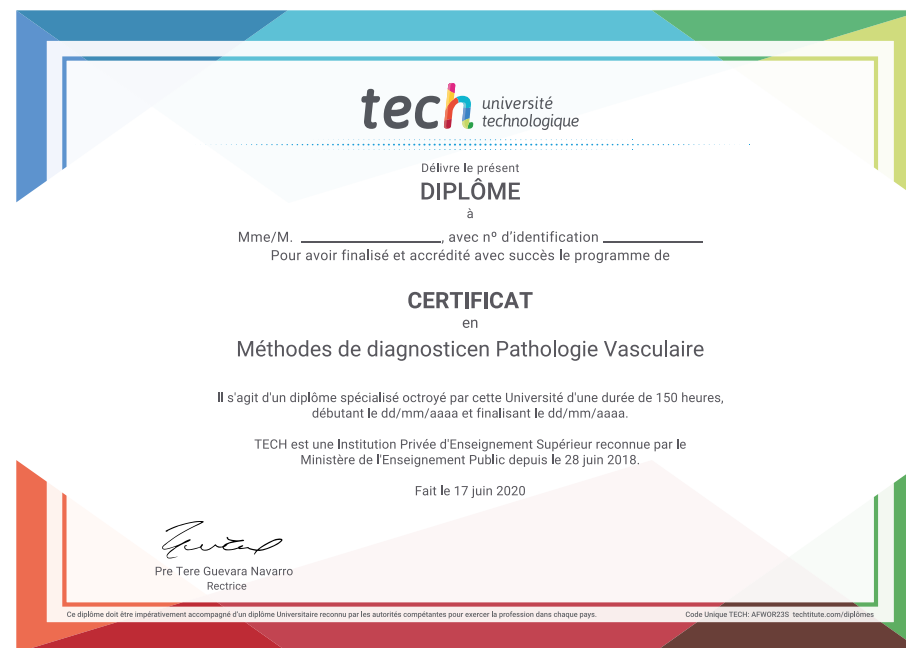 tech université
technologique
Délivre le présent
DIPLÔME
à
Mme/M. ____________________, avec nº d'identification ______________
Pour avoir finalisé et accrédité avec succès le programme de
CERTIFICAT
en
Méthodes de diagnosticen Pathologie Vasculaire
Il s'agit d'un diplôme spécialisé octroyé par cette Université d'une durée de 150 heures,
débutant le dd/mm/aaaa et finalisant le dd/mm/aaaa.
TECH est une Institution Privée d'Enseignement Supérieur reconnue par le
Ministère de l'Enseignement Public depuis le 28 juin 2018.
Fait le 17 juin 2020
Pre Tere Guevara Navarro
Rectrice
Ce diplôme doit être impérativement accompagné d'un diplôme Universitaire reconnu par les autorités compétantes pour exercer la profession dans chaque pays.
Code Unique TECH: AFWOR23S techtitute.com/diplômes